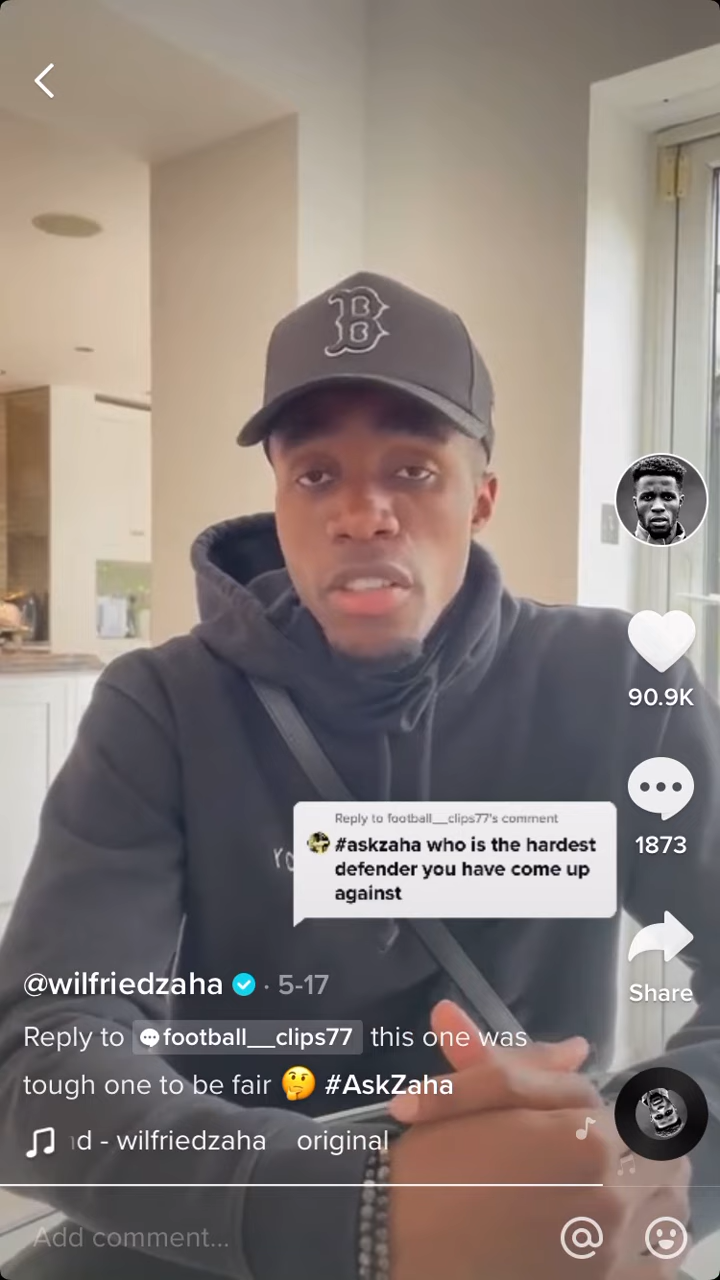 B
90.9K
Reply to football__clips77's comment
#askzaha who is the hardest
defender you have come up
against
1873
Share
@wilfriedzaha · 5-17
Reply to football__clips77 this one was
tough one to be fair 🤔 #AskZaha
d - wilfriedzaha original
Add comment...